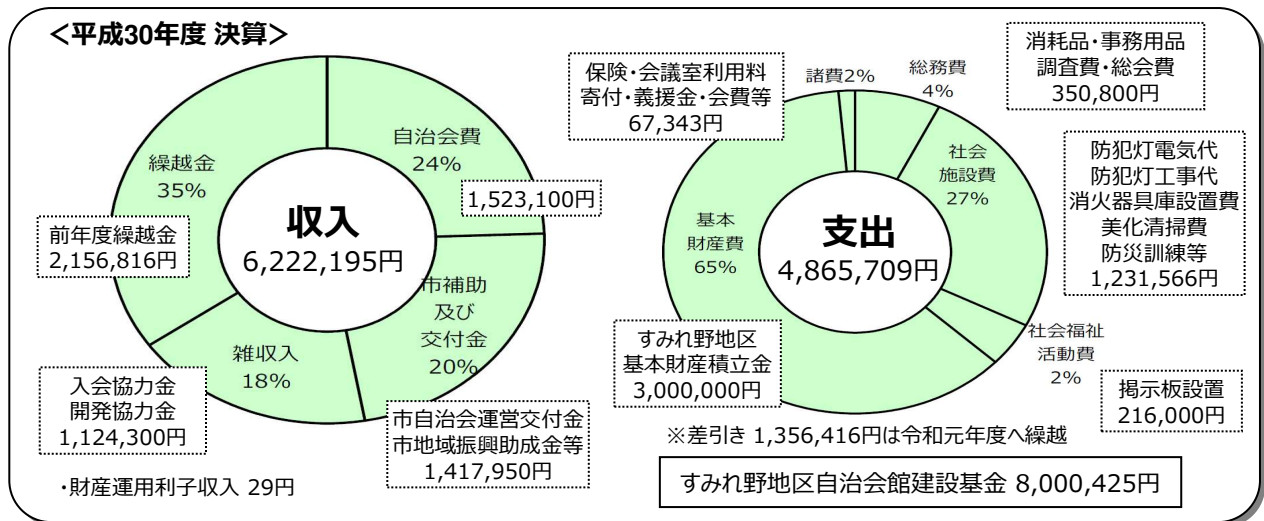 ＜平成30年度 決算＞
収入
6,222,195円
自治会費
24%
1,523,100円
市補助
及び
交付金
20%
市自治会運営交付金
市地域振興助成金等
1,417,950円
雑収入
18%
入会協力金
開発協力金
1,124,300円
繰越金
35%
前年度繰越金
2,156,816円
・財産運用利子収入 29円
支出
4,865,709円
総務費
4%
消耗品・事務用品
調査費・総会費
350,800円
社会
施設費
27%
防犯灯電気代
防犯灯工事代
消火器具庫設置費
美化清掃費
防災訓練等
1,231,566円
社会福祉
活動費
2%
掲示板設置
216,000円
基本
財産費
65%
すみれ野地区
基本財産積立金
3,000,000円
諸費2%
保険・会議室利用料
寄付・義援金・会費等
67,343円
※差引き 1,356,416円は令和元年度へ繰越
すみれ野地区自治会館建設基金 8,000,425円